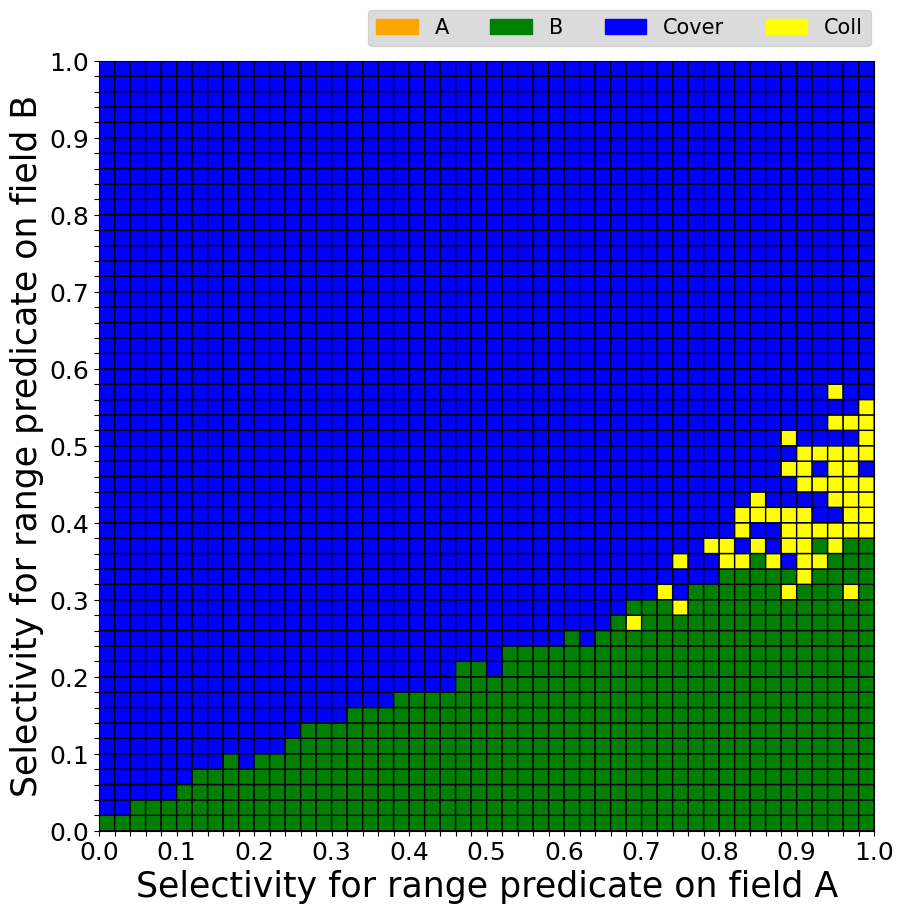 A B Cover Coll
1.0
0.9
0.8
0.7
0.6
0.5
0.4
0.3
0.2
0.1
0.0
Selectivity for range predicate on field B
0.0 0.1 0.2 0.3 0.4 0.5 0.6 0.7 0.8 0.9 1.0
Selectivity for range predicate on field A